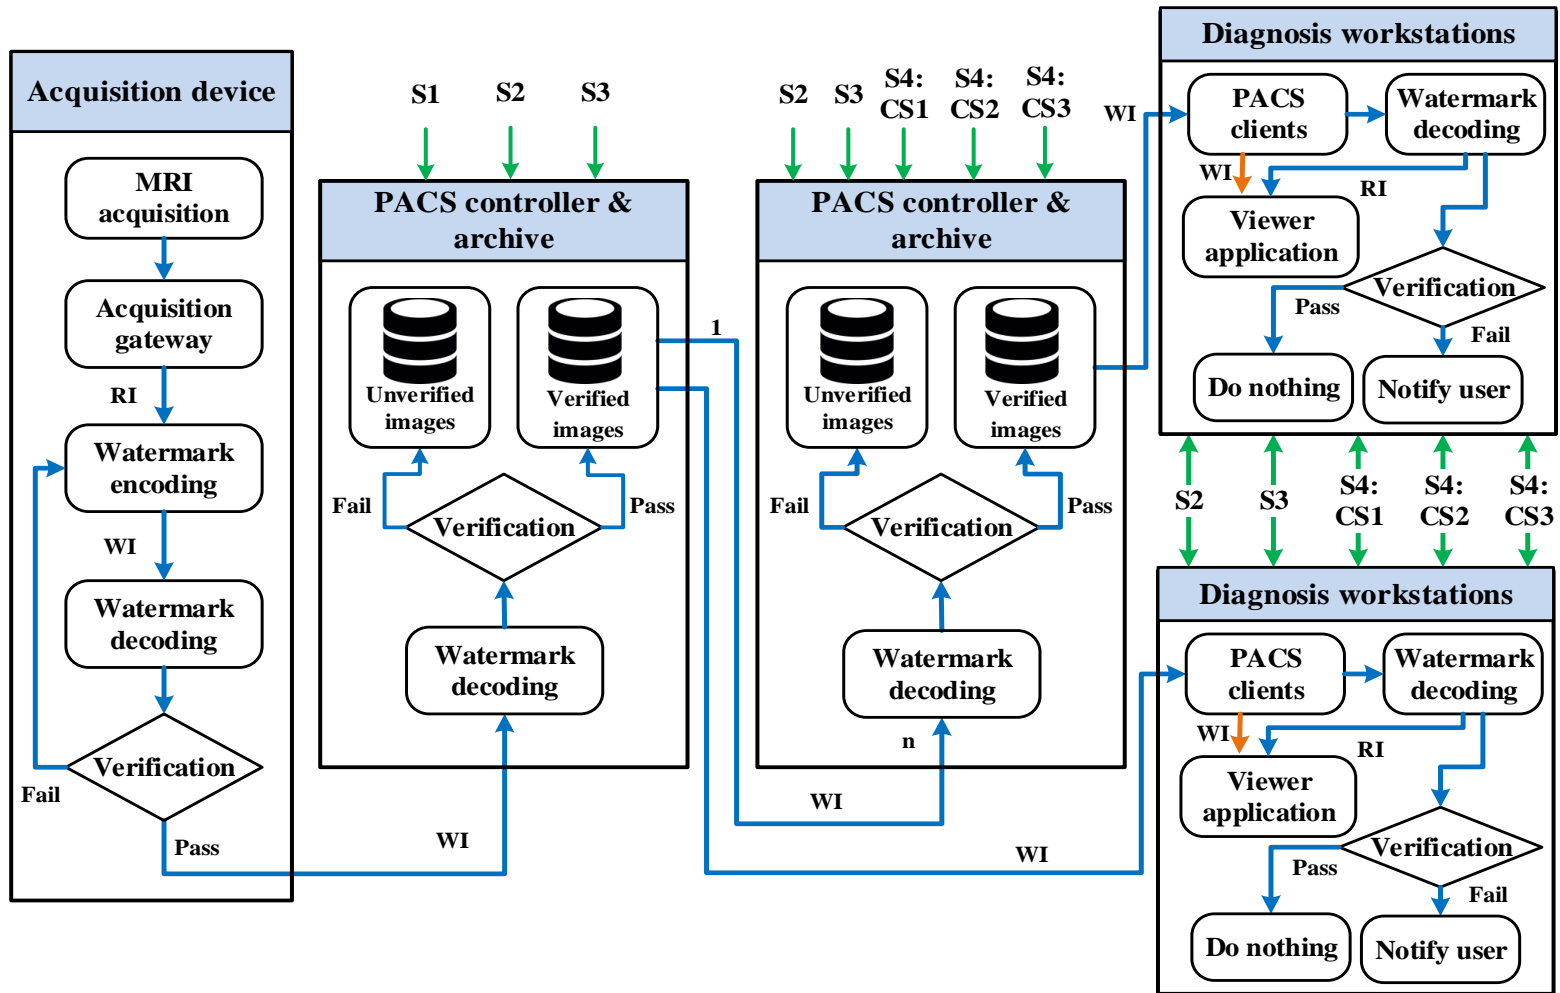 Acquisition device
MRI
acquisition
Acquisition
gateway
RI
Watermark
encoding
WI
Watermark
decoding
Verification
Fail
Pass
WI
S1
S2
S3
PACS controller &
archive
Unverified
images
Verified
images
Fail
Verification
Pass
Watermark
decoding
1
WI
n
WI
S2
S3
S4:
CS1
S4:
CS2
S4:
CS3
PACS controller &
archive
Unverified
images
Verified
images
Fail
Verification
Pass
Watermark
decoding
WI
Diagnosis workstations
PACS
clients
Watermark
decoding
WI
RI
Viewer
application
Verification
Pass
Fail
Do nothing
Notify user
S2
S3
S4:
CS1
S4:
CS2
S4:
CS3
Diagnosis workstations
PACS
clients
Watermark
decoding
WI
RI
Viewer
application
Verification
Pass
Fail
Do nothing
Notify user